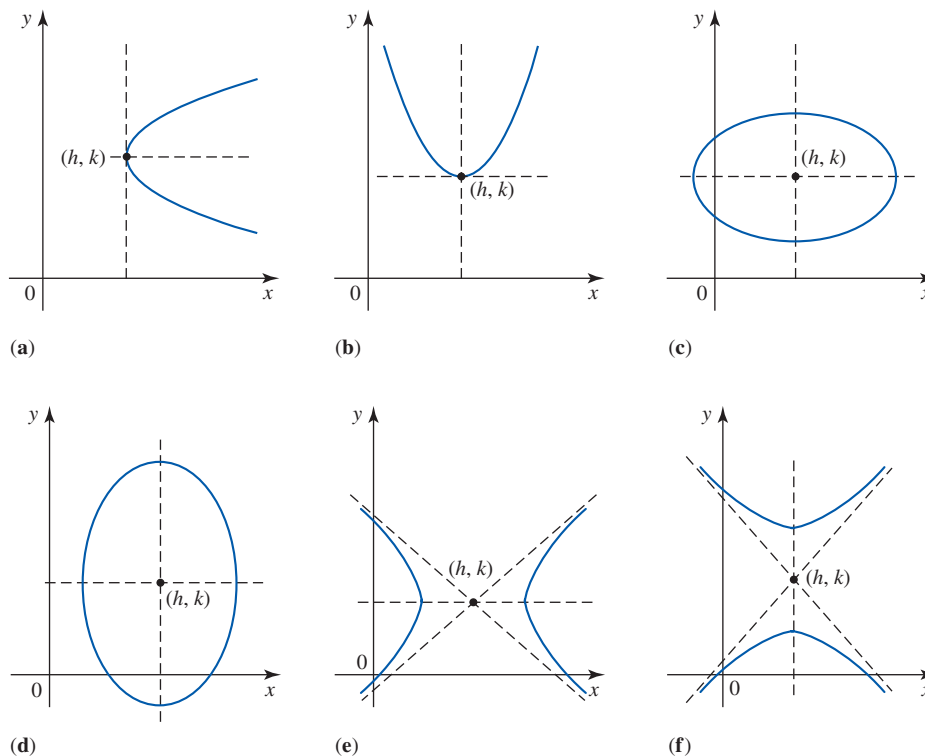 y
(h, k)
0
x
(a)
y
(h, k)
0
x
(b)
y
(h, k)
0
x
(c)
y
(h, k)
0
x
(d)
y
(h, k)
0
x
(e)
y
(h, k)
0
x
(f)